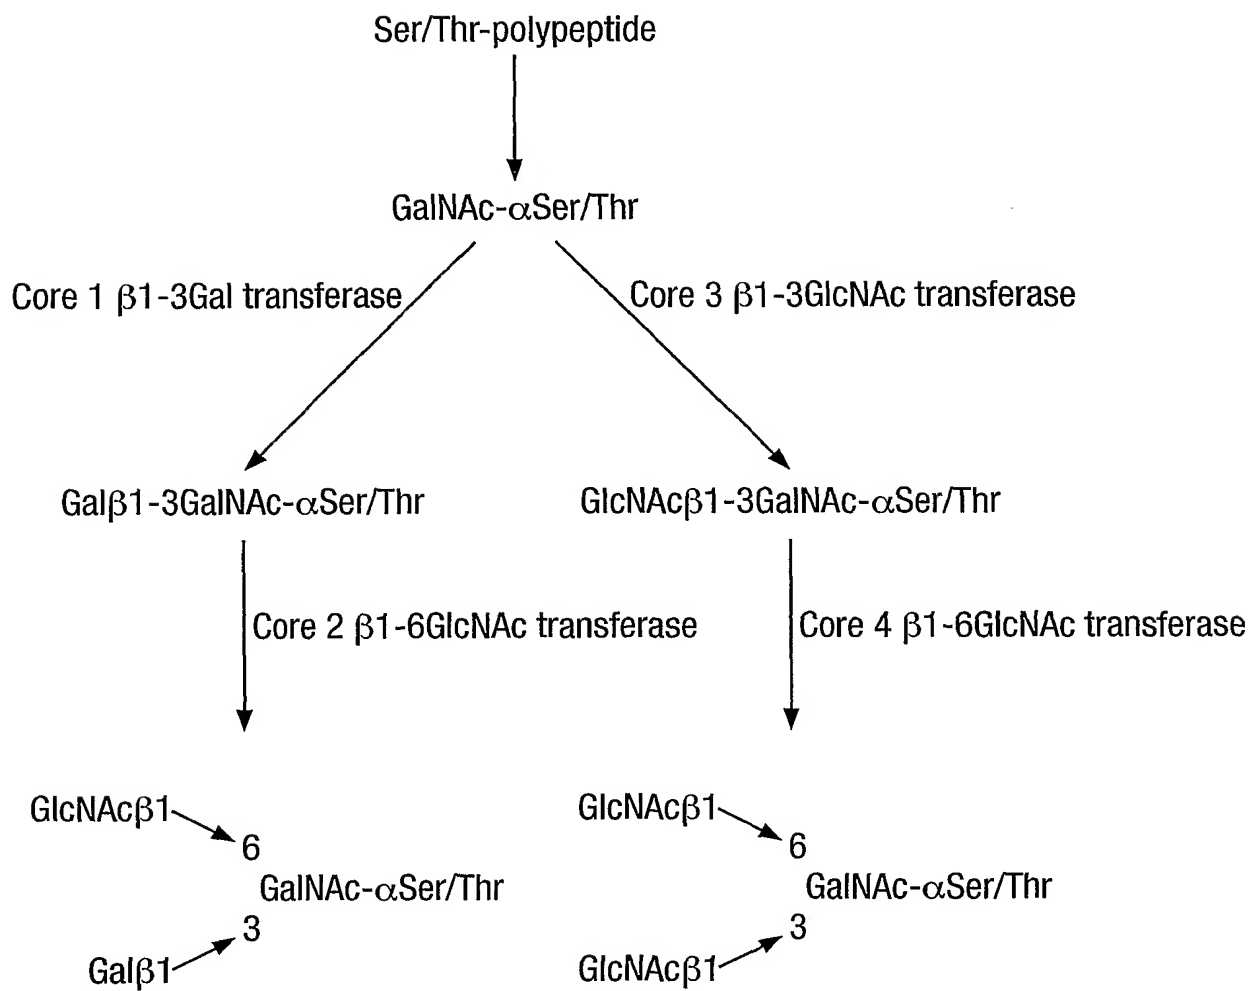 Ser/Thr-polypeptide
GalNAc-αSer/Thr
Core 1 β1-3Gal transferase
Core 3 β1-3GlcNAc transferase
Galβ1-3GalNAc-αSer/Thr
GlcNAcβ1-3GalNAc-αSer/Thr
Core 2 β1-6GlcNAc transferase
Core 4 β1-6GlcNAc transferase
GlcNAcβ1
6
GalNAc-αSer/Thr
3
Galβ1
GlcNAcβ1
6
GalNAc-αSer/Thr
3
GlcNAcβ1